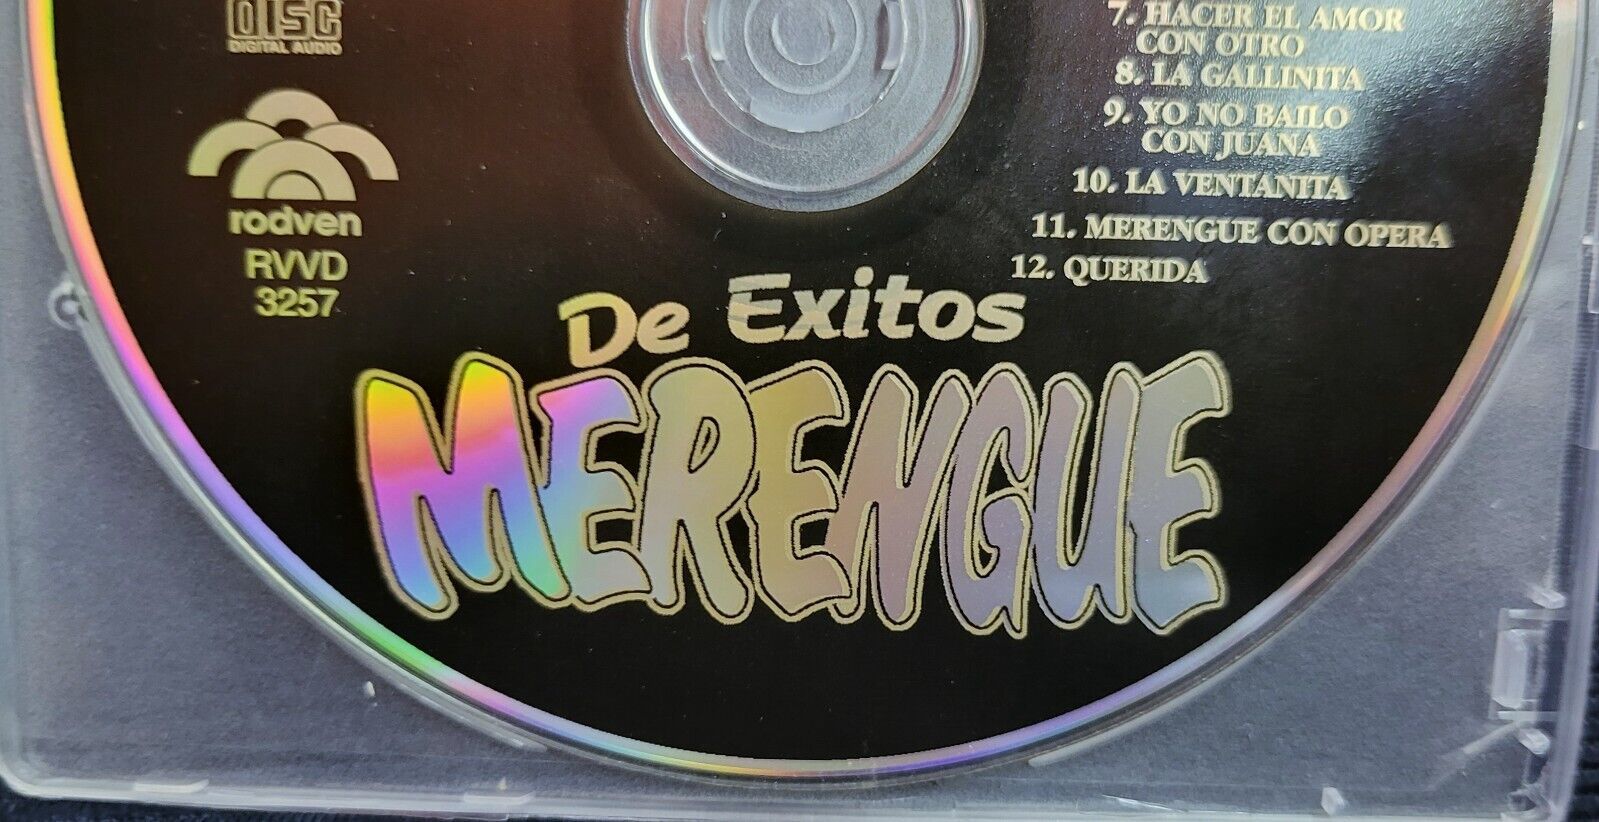 DISC
DIGITAL AUDIO
rodven
RVVD
3257
7. HACER EL AMOR
CON OTRO
8. LA GALLINITA
9. YO NO BAILO
CON JUANA
10. LA VENTANITA
11. MERENGUE CON OPERA
12. QUERIDA
De Exitos
MERENGUE